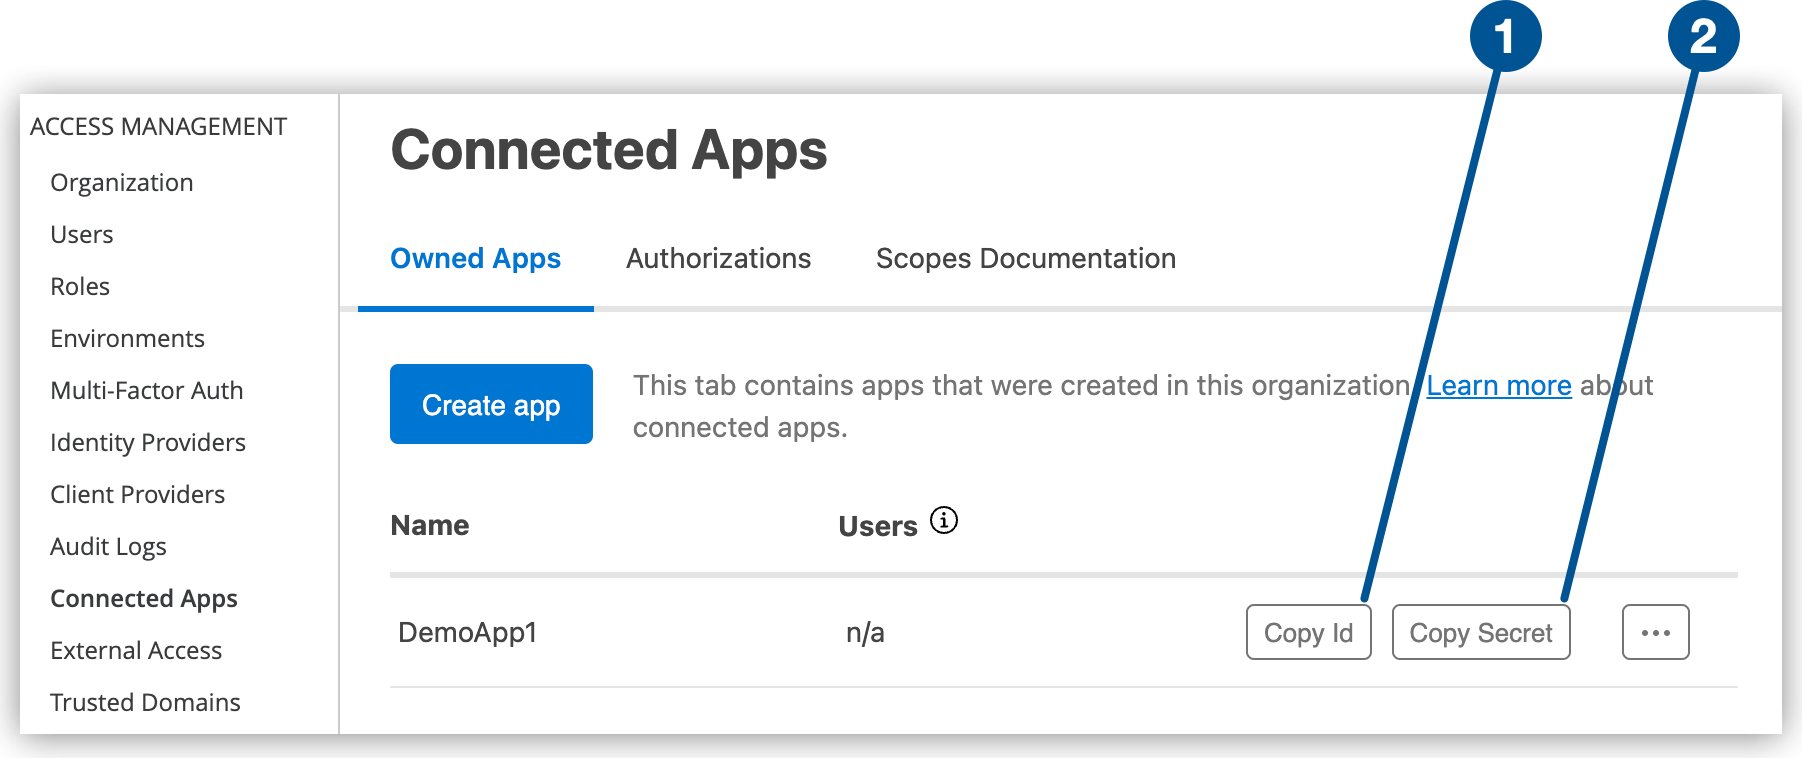 1
2
ACCESS MANAGEMENT
Organization
Users
Roles
Environments
Multi-Factor Auth
Identity Providers
Client Providers
Audit Logs
Connected Apps
External Access
Trusted Domains
Connected Apps
Owned Apps Authorizations Scopes Documentation
Create app
This tab contains apps that were created in this organization. Learn more about
connected apps.
Name Users
DemoApp1 n/a Copy Id Copy Secret ...